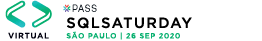 PASS
SQLSATURDAY
VIRTUAL
SÃO PAULO | 26 SEP 2020